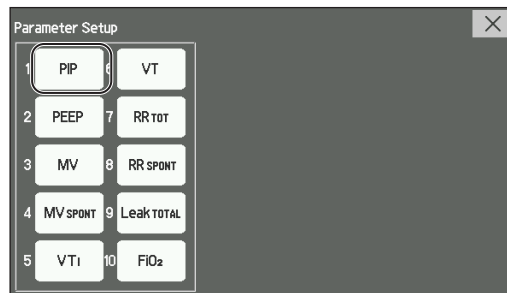 Parameter Setup
1 PIP 6 VT
2 PEEP 7 RR TOT
3 MV 8 RR SPONT
4 MV SPONT 9 Leak TOTAL
5 VTI 10 FiO₂